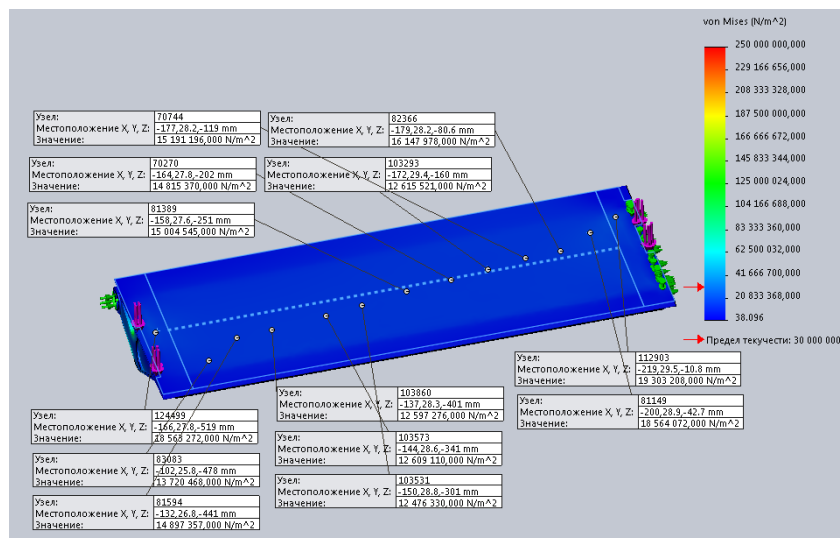 von Mises (N/m^2)
250 000 000,000
229 166 656,000
208 333 328,000
187 500 000,000
166 666 672,000
145 833 344,000
125 000 024,000
104 166 688,000
83 333 360,000
62 500 032,000
41 666 700,000
20 833 368,000
38.096
Предел текучести: 30 000 000
Узел: 70744
Местоположение X, Y, Z: -177,28.2,-119 mm
Значение: 15 191 196,000 N/m^2
Узел: 82366
Местоположение X, Y, Z: -179,28.2,-80.6 mm
Значение: 16 147 978,000 N/m^2
Узел: 70270
Местоположение X, Y, Z: -164,27.8,-202 mm
Значение: 14 815 370,000 N/m^2
Узел: 103293
Местоположение X, Y, Z: -172,29.4,-160 mm
Значение: 12 615 521,000 N/m^2
Узел: 81389
Местоположение X, Y, Z: -158,27.6,-251 mm
Значение: 15 004 545,000 N/m^2
Узел: 112903
Местоположение X, Y, Z: -219,29.5,-10.8 mm
Значение: 19 303 208,000 N/m^2
Узел: 81149
Местоположение X, Y, Z: -200,28.9,-42.7 mm
Значение: 18 564 072,000 N/m^2
Узел: 103860
Местоположение X, Y, Z: -137,28.3,-401 mm
Значение: 12 597 276,000 N/m^2
Узел: 124499
Местоположение X, Y, Z: -166,27.8,-519 mm
Значение: 18 563 272,000 N/m^2
Узел: 103573
Местоположение X, Y, Z: -144,28.6,-341 mm
Значение: 12 609 110,000 N/m^2
Узел: 83083
Местоположение X, Y, Z: -102,25.8,-478 mm
Значение: 13 720 468,000 N/m^2
Узел: 103531
Местоположение X, Y, Z: -150,28.8,-301 mm
Значение: 12 476 330,000 N/m^2
Узел: 81594
Местоположение X, Y, Z: -132,26.8,-441 mm
Значение: 14 897 357,000 N/m^2